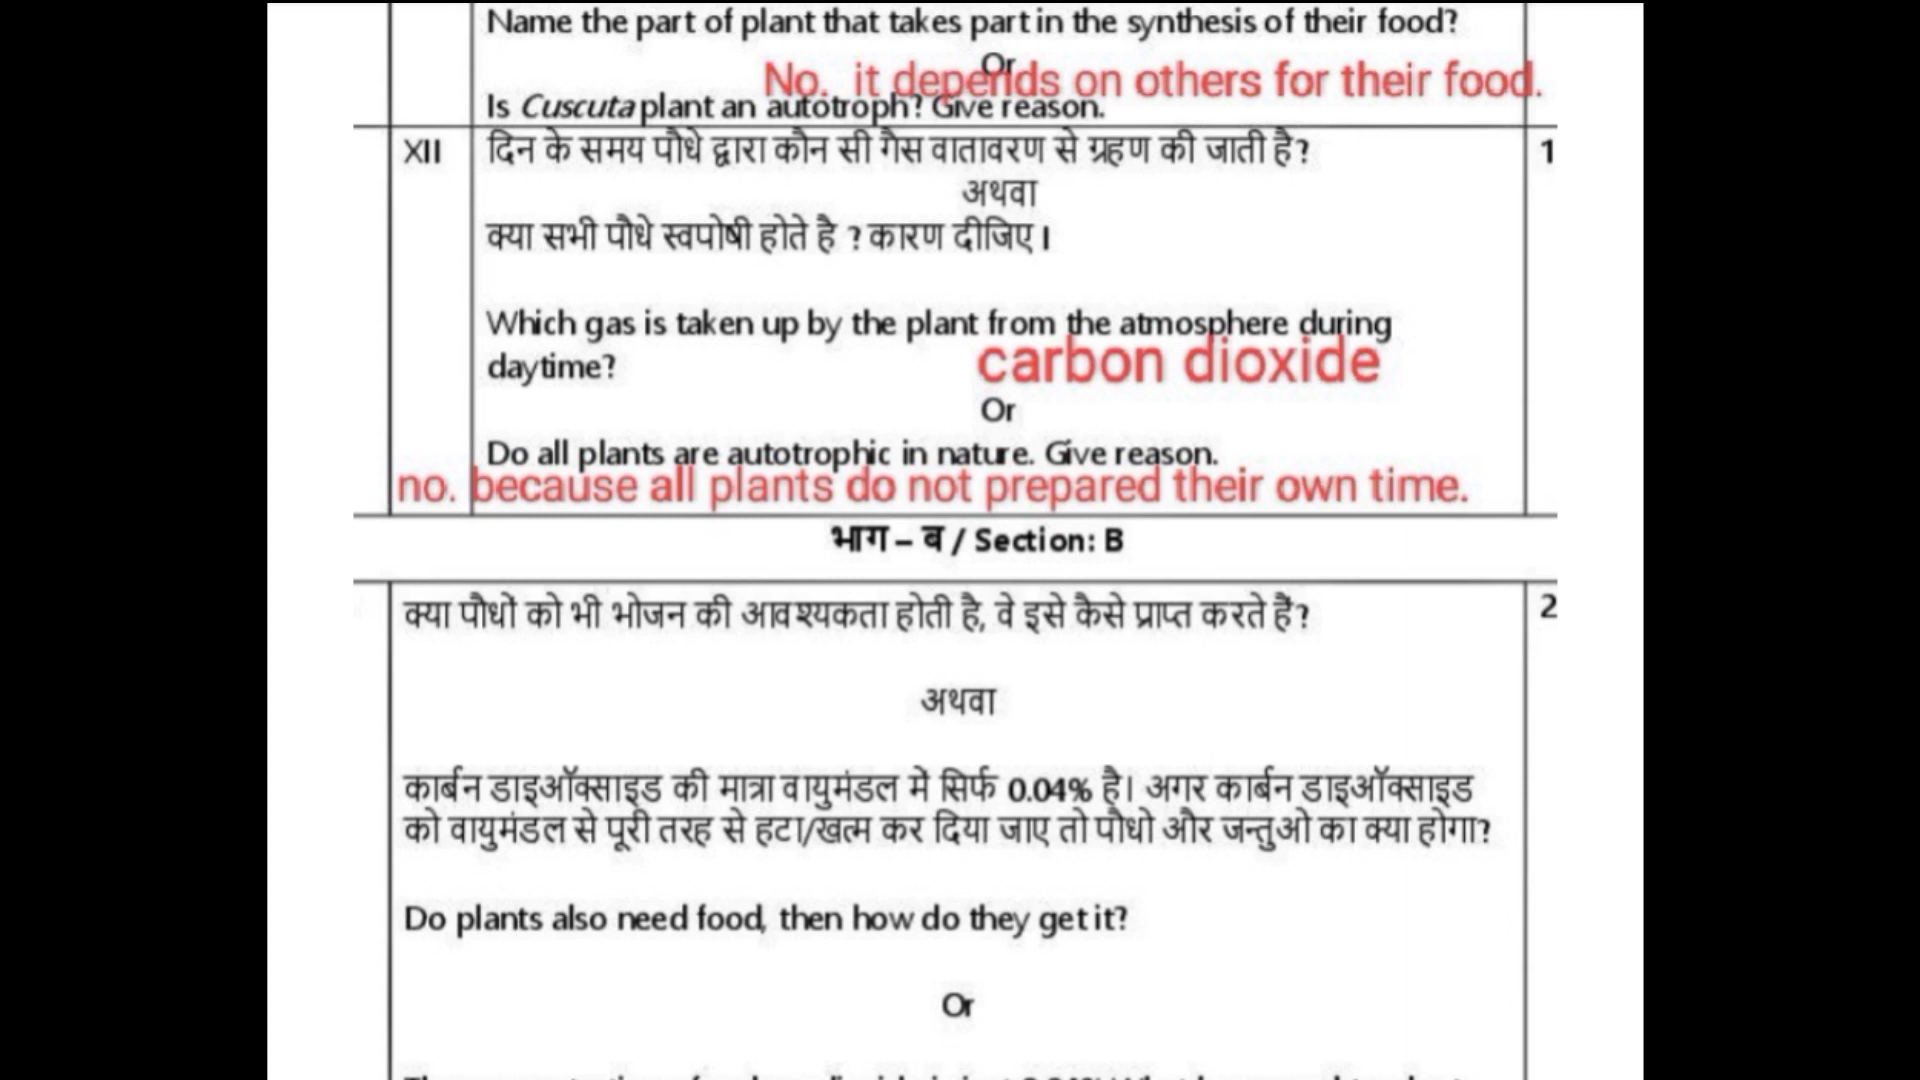 Name the part of plant that takes part in the synthesis of their food?
Or
No. it depends on others for their food.
Is Cuscuta plant an autotroph? Give reason.
XII दिन के समय पौधे द्वारा कौन सी गैस वातावरण से ग्रहण की जाती है? 1
अथवा
क्या सभी पौधे स्वपोषी होते है ? कारण दीजिए।
Which gas is taken up by the plant from the atmosphere during
daytime? carbon dioxide
Or
Do all plants are autotrophic in nature. Give reason.
no. because all plants do not prepared their own time.
भाग – ब / Section: B
क्या पौधों को भी भोजन की आवश्यकता होती है, वे इसे कैसे प्राप्त करते हैं? 2
अथवा
कार्बन डाइऑक्साइड की मात्रा वायुमंडल में सिर्फ 0.04% है। अगर कार्बन डाइऑक्साइड
को वायुमंडल से पूरी तरह से हटा/खत्म कर दिया जाए तो पौधो और जन्तुओ का क्या होगा?
Do plants also need food, then how do they get it?
Or